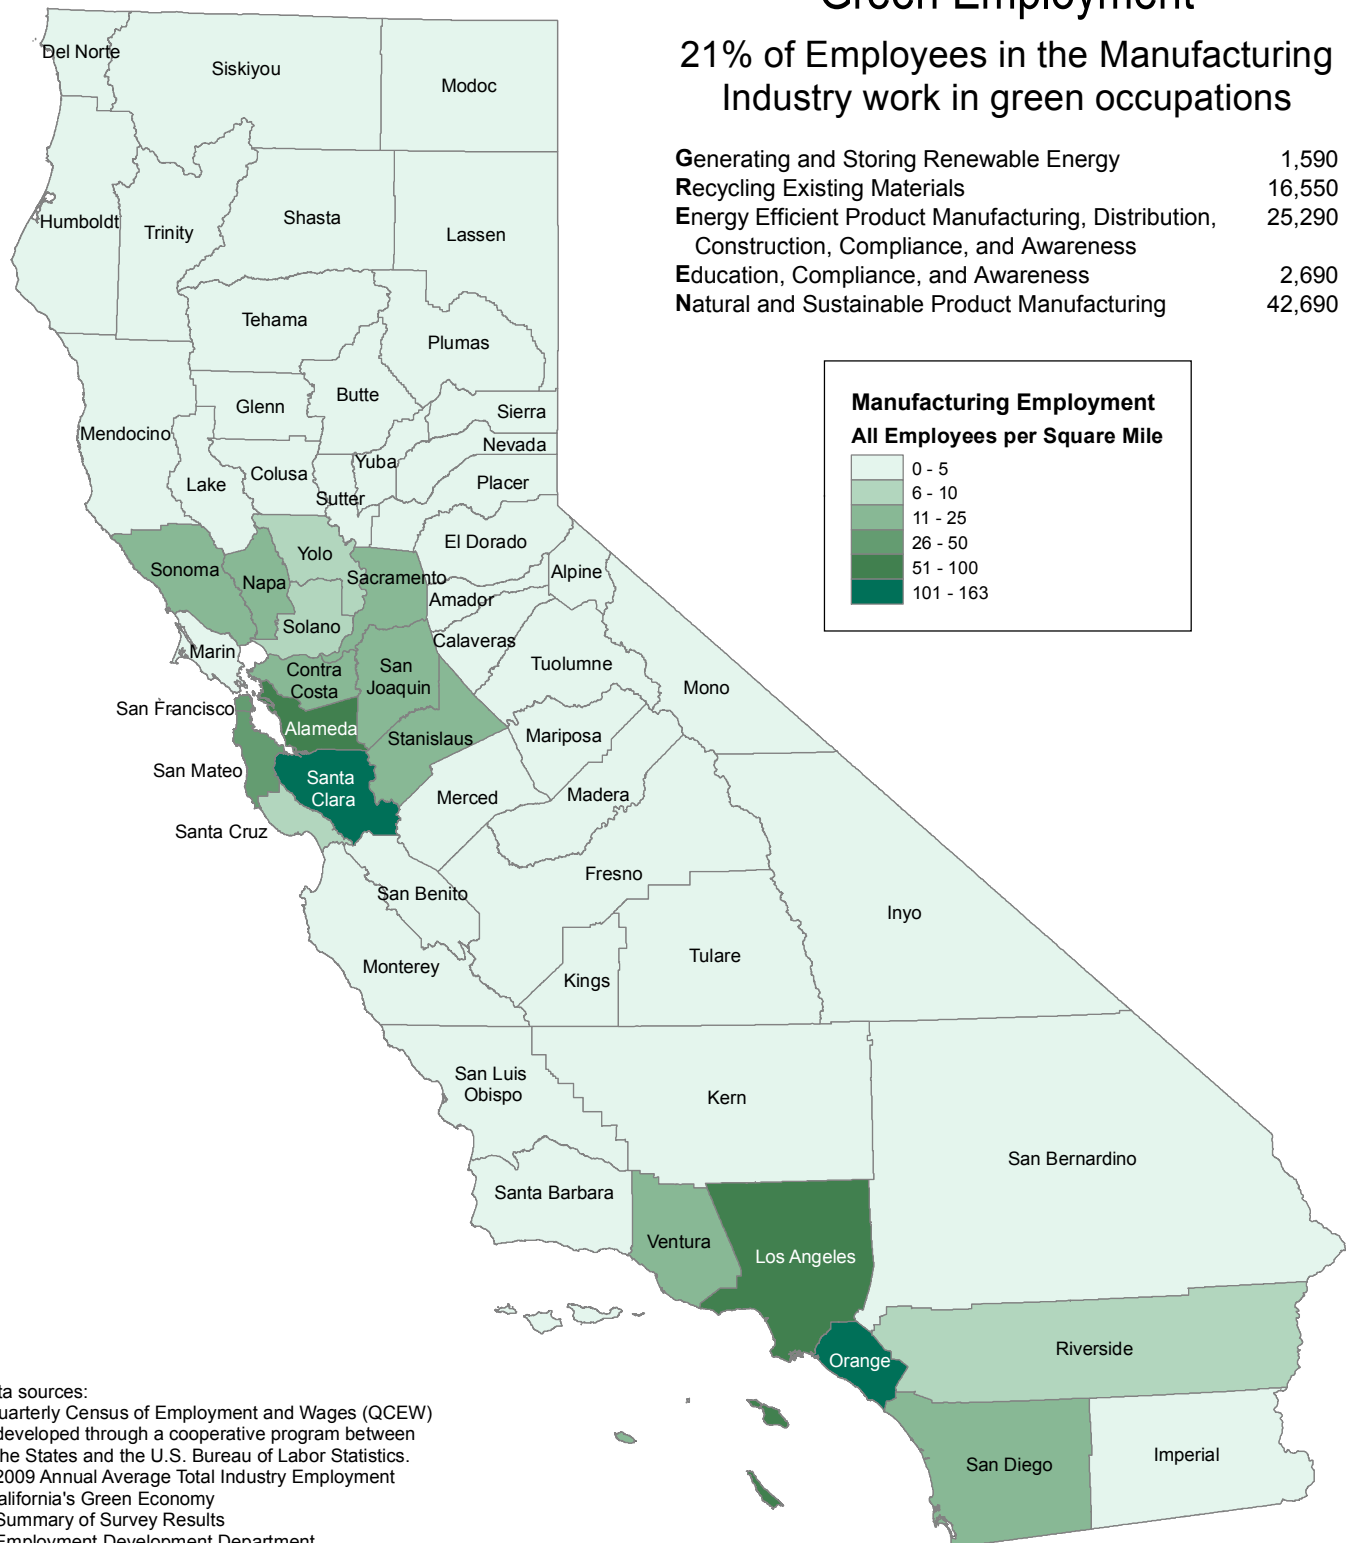 Green Employment
21% of Employees in the Manufacturing
Industry work in green occupations
Generating and Storing Renewable Energy 1,590
Recycling Existing Materials 16,550
Energy Efficient Product Manufacturing, Distribution, 25,290
Construction, Compliance, and Awareness
Education, Compliance, and Awareness 2,690
Natural and Sustainable Product Manufacturing 42,690
Manufacturing Employment
All Employees per Square Mile
0 - 5
6 - 10
11 - 25
26 - 50
51 - 100
101 - 163
Del Norte
Siskiyou
Modoc
Humboldt
Trinity
Shasta
Lassen
Tehama
Plumas
Butte
Glenn
Sierra
Mendocino
Nevada
Yuba
Colusa
Lake
Placer
Sutter
El Dorado
Yolo
Sonoma
Napa
Sacramento
Alpine
Amador
Solano
Calaveras
Marin
Contra
Costa
San
Joaquin
Tuolumne
Mono
San Francisco
Alameda
Stanislaus
Mariposa
San Mateo
Santa
Clara
Merced
Madera
Santa Cruz
Fresno
San Benito
Inyo
Tulare
Monterey
Kings
San Luis
Obispo
Kern
San Bernardino
Santa Barbara
Ventura
Los Angeles
Riverside
Orange
San Diego
Imperial
ta sources:
uarterly Census of Employment and Wages (QCEW)
developed through a cooperative program between
he States and the U.S. Bureau of Labor Statistics.
2009 Annual Average Total Industry Employment
alifornia's Green Economy
Summary of Survey Results
Employment Development Department